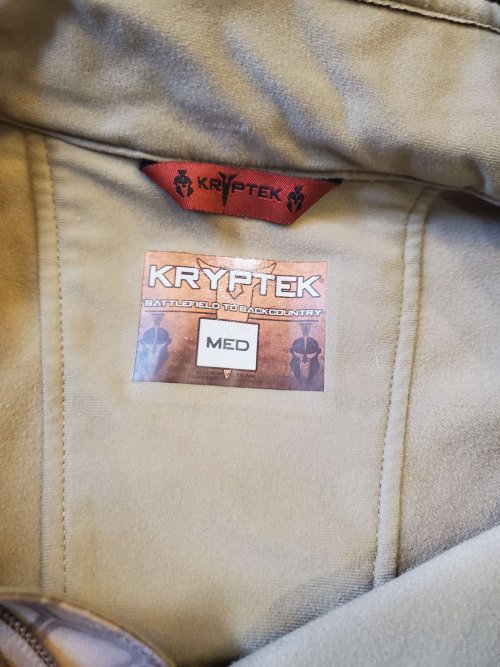 KRYPTEK
KRYPTEK
BATTLEFIELD TO BACKCOUNTRY
MED